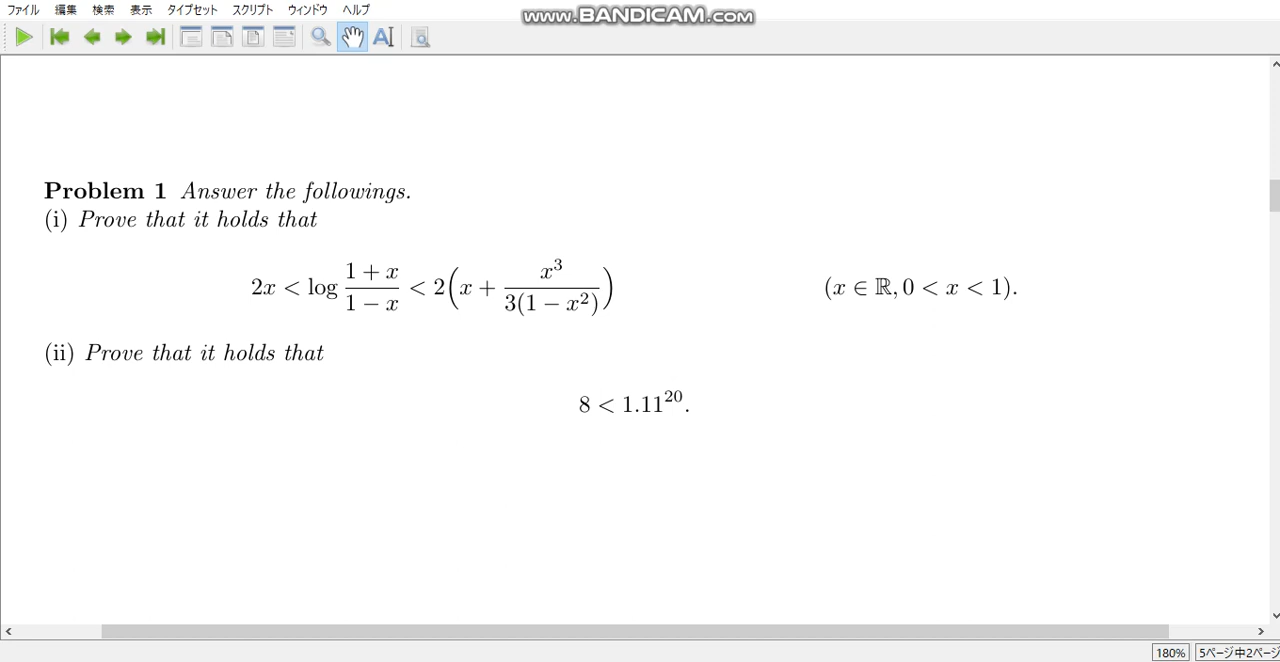 ファイル 編集 検索 表示 タイプセット スクリプト ウィンドウ ヘルプ
www.BANDICAM.com
Problem 1 Answer the followings.
(i) Prove that it holds that
2x < log \frac{1 + x}{1 − x} < 2(x + \frac{x^3}{3(1 − x^2)}) (x ∈ ℝ, 0 < x < 1).
(ii) Prove that it holds that
8 < 1.11^{20}.
180% 5ページ中2ページ